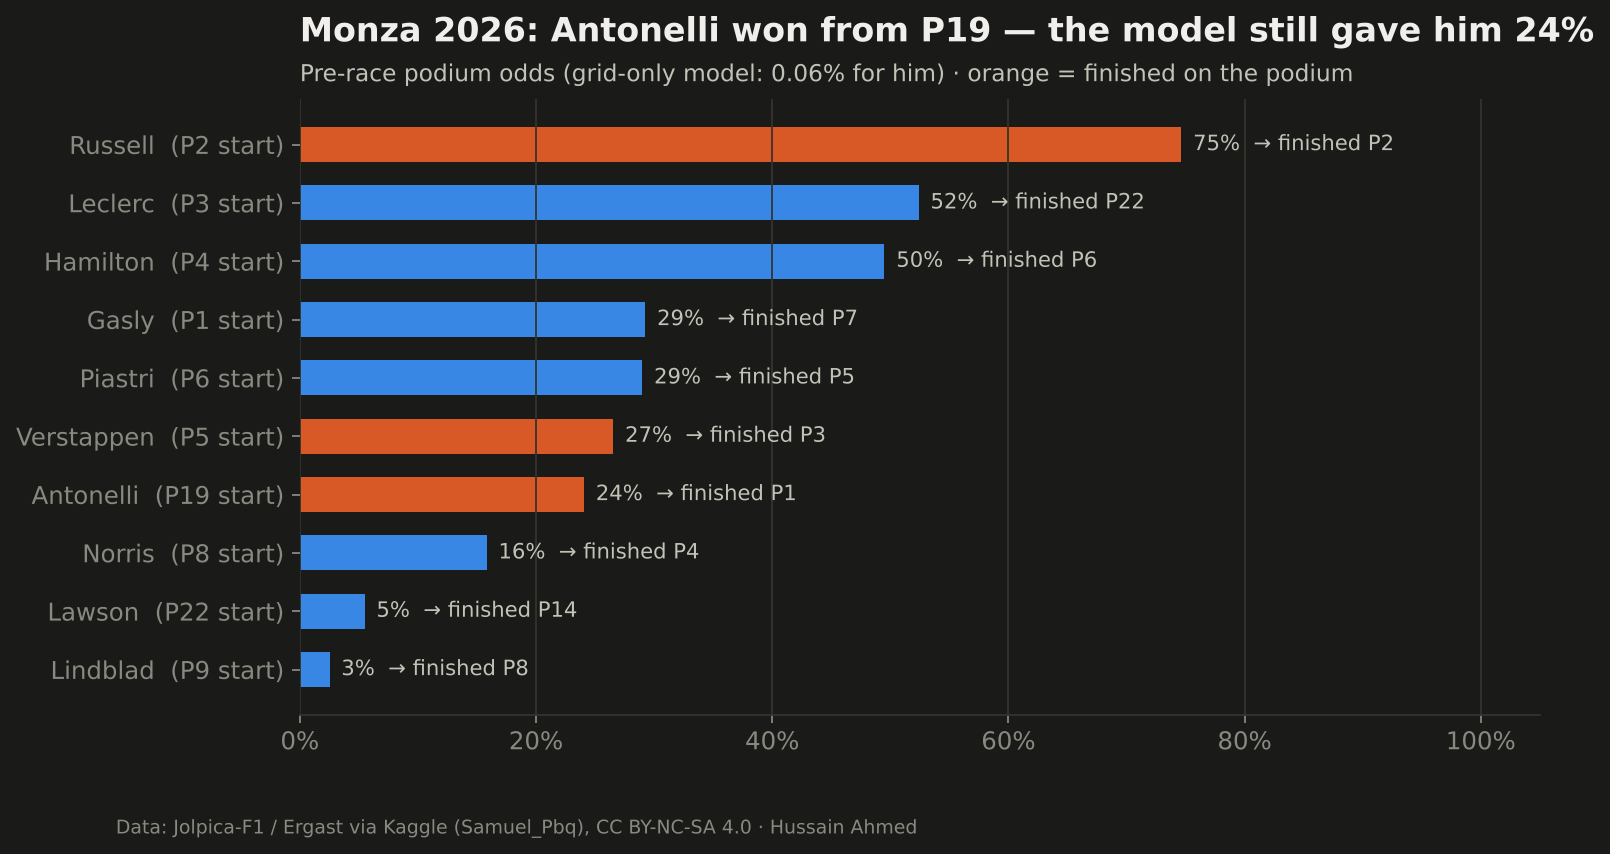 Monza 2026: Antonelli won from P19 — the model still gave him 24%
Pre-race podium odds (grid-only model: 0.06% for him) · orange = finished on the podium
Russell (P2 start) 75% → finished P2
Leclerc (P3 start) 52% → finished P22
Hamilton (P4 start) 50% → finished P6
Gasly (P1 start) 29% → finished P7
Piastri (P6 start) 29% → finished P5
Verstappen (P5 start) 27% → finished P3
Antonelli (P19 start) 24% → finished P1
Norris (P8 start) 16% → finished P4
Lawson (P22 start) 5% → finished P14
Lindblad (P9 start) 3% → finished P8
0% 20% 40% 60% 80% 100%
Data: Jolpica-F1 / Ergast via Kaggle (Samuel_Pbq), CC BY-NC-SA 4.0 · Hussain Ahmed